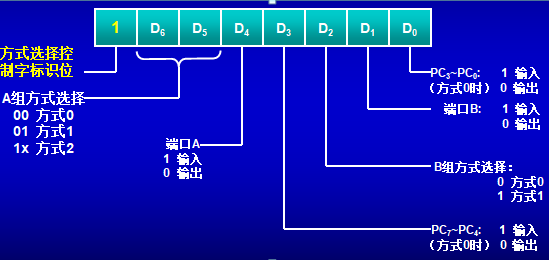 1 D6 D5 D4 D3 D2 D1 D0
方式选择控
制字标识位
A组方式选择
00 方式0
01 方式1
1x 方式2
端口A
1 输入
0 输出
PC3~PC0: 1 输入
(方式0时) 0 输出
端口B: 1 输入
0 输出
B组方式选择:
0 方式0
1 方式1
PC7~PC4: 1 输入
(方式0时) 0 输出